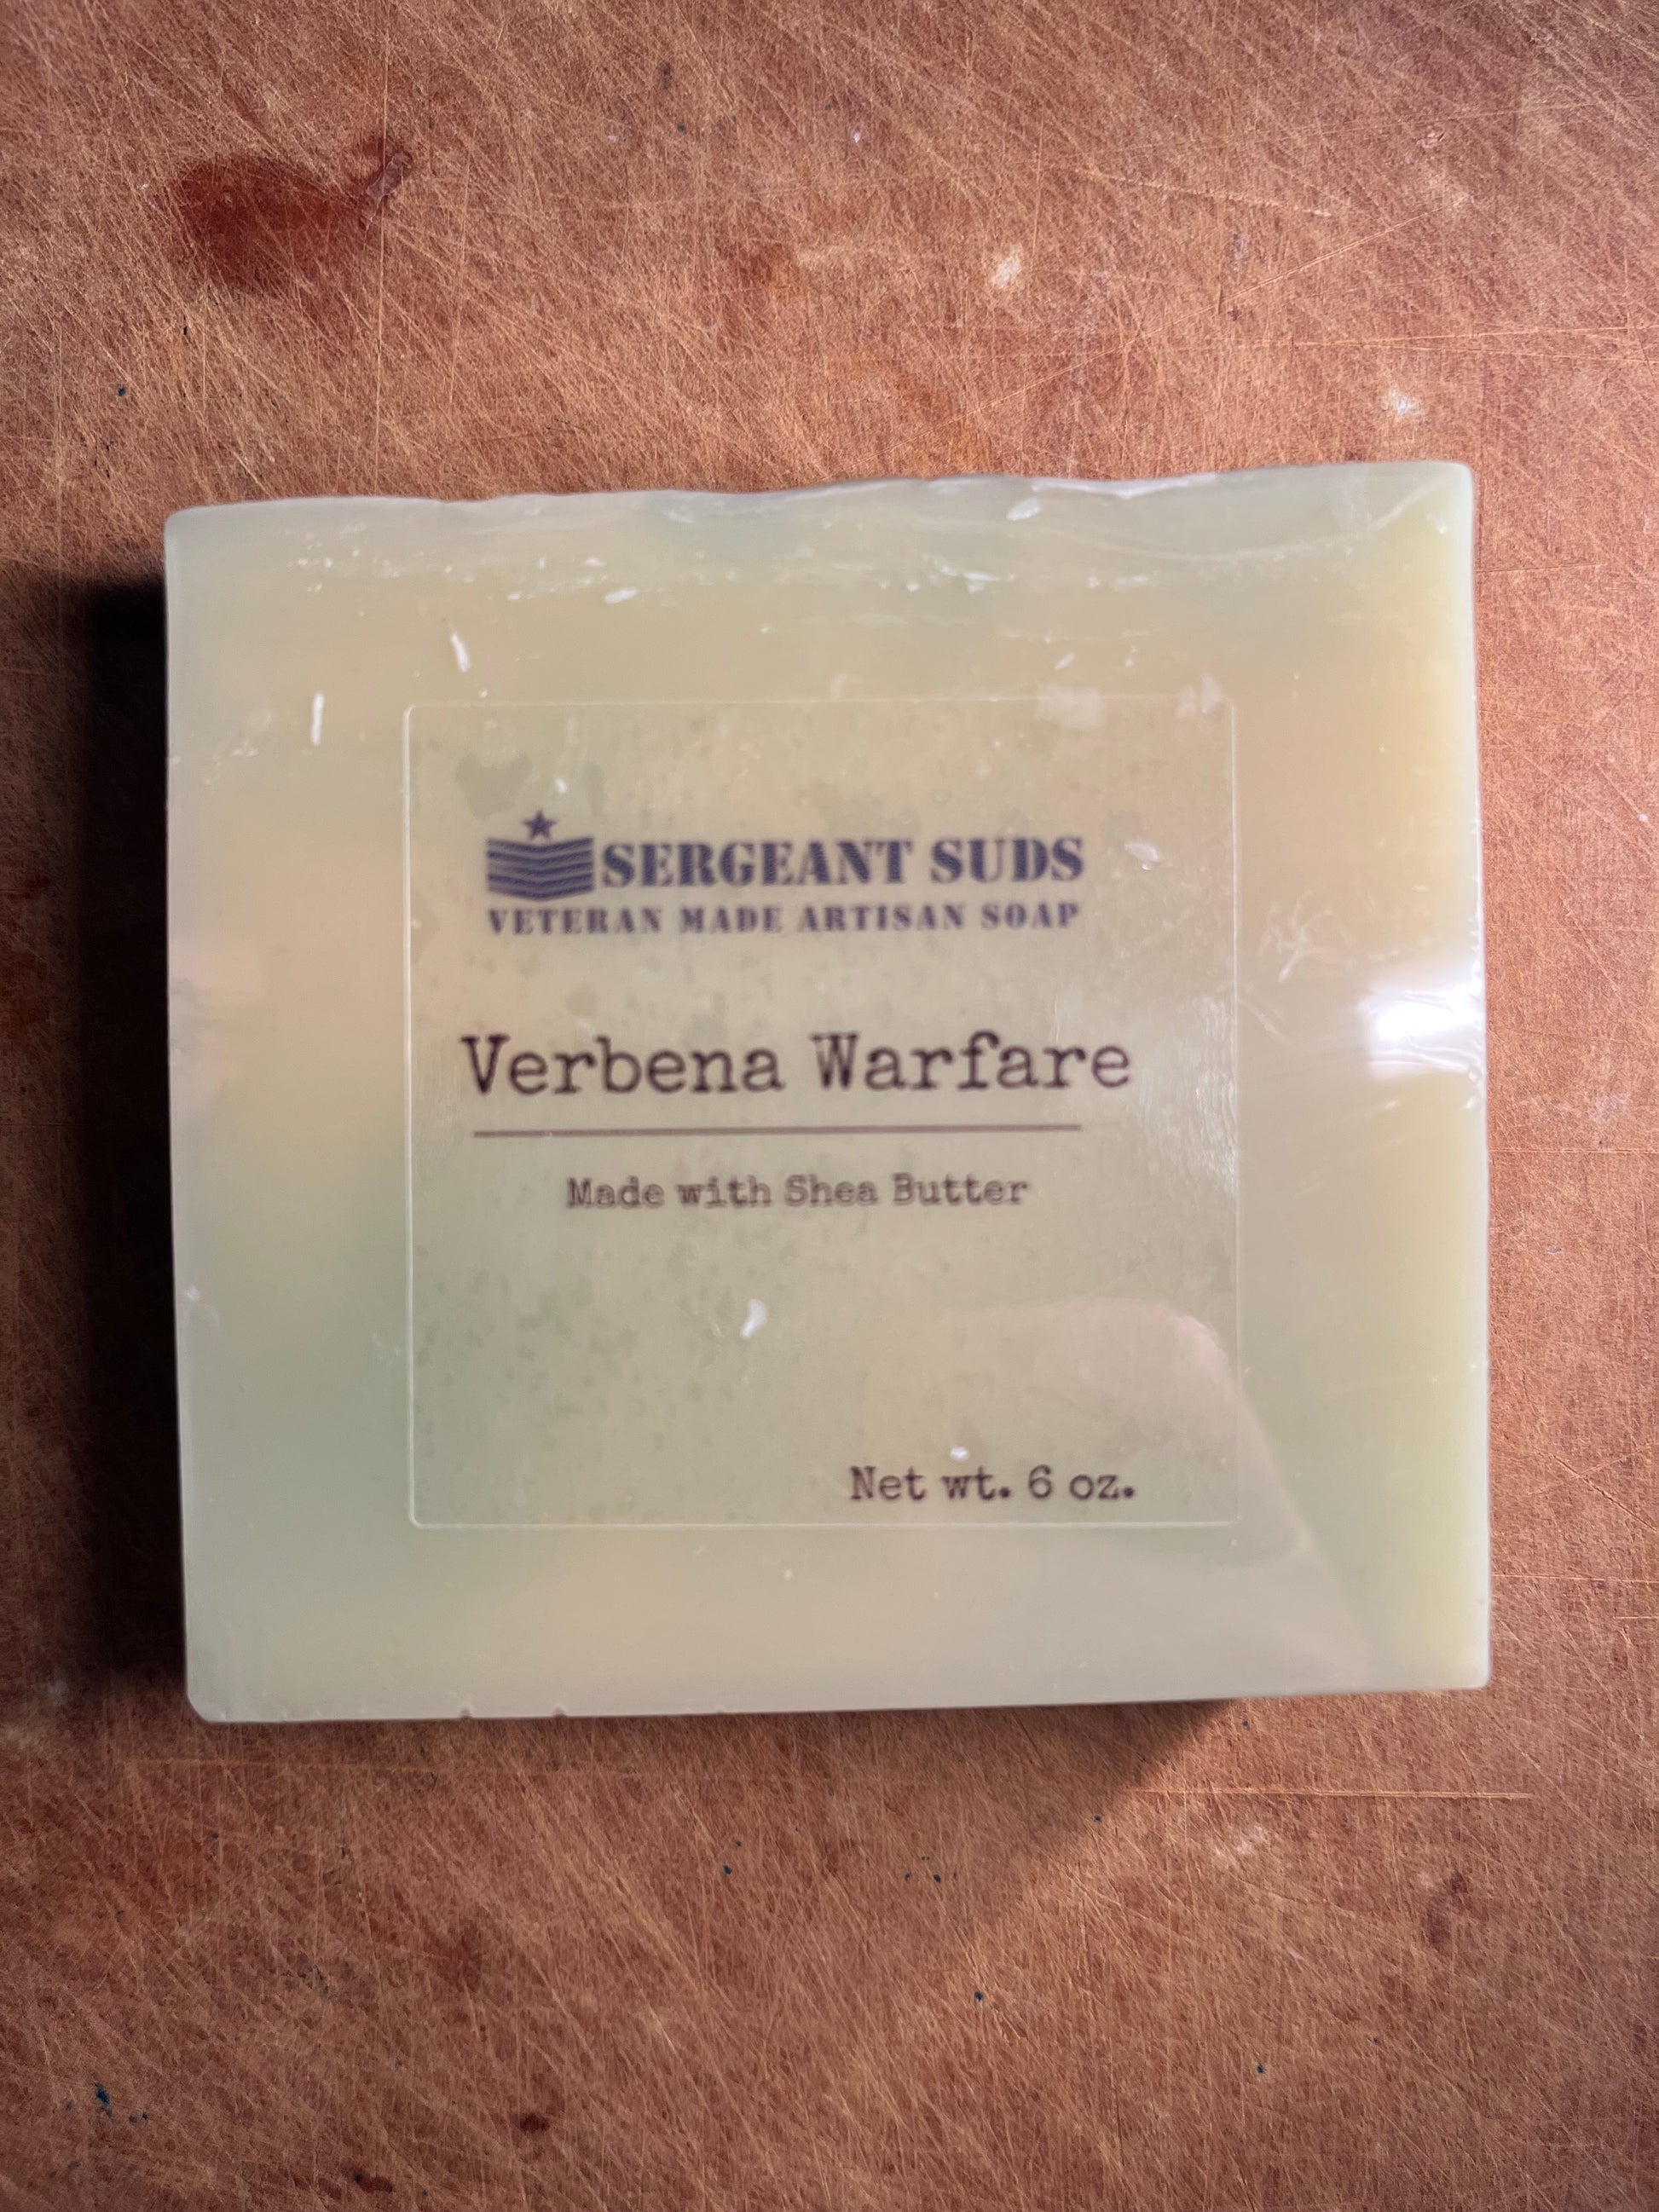 SERGEANT SUDS
VETERAN MADE ARTISAN SOAP
Verbena Warfare
Made with Shea Butter
Net wt. 6 oz.